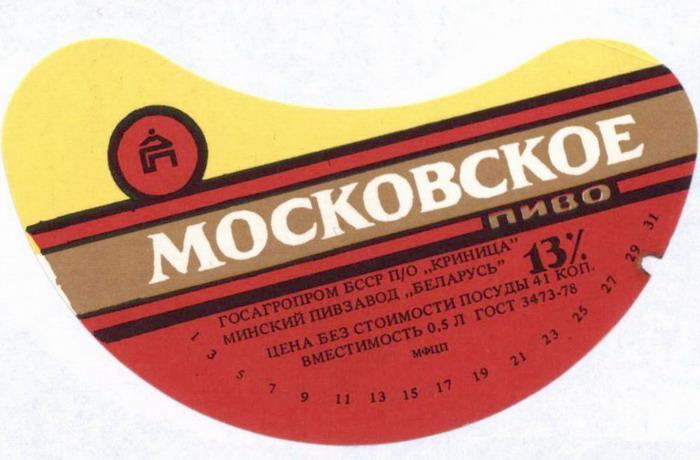 МОСКОВСКОЕ
ПИВО
13%
ГОСАГРОПРОМ БССР П/О „КРИНИЦА"
МИНСКИЙ ПИВЗАВОД „БЕЛАРУСЬ"
ЦЕНА БЕЗ СТОИМОСТИ ПОСУДЫ 41 КОП.
ВМЕСТИМОСТЬ 0.5 Л ГОСТ 3473-78
МФЦП
1 3 5 7 9 11 13 15 17 19 21 23 25 27 29 31